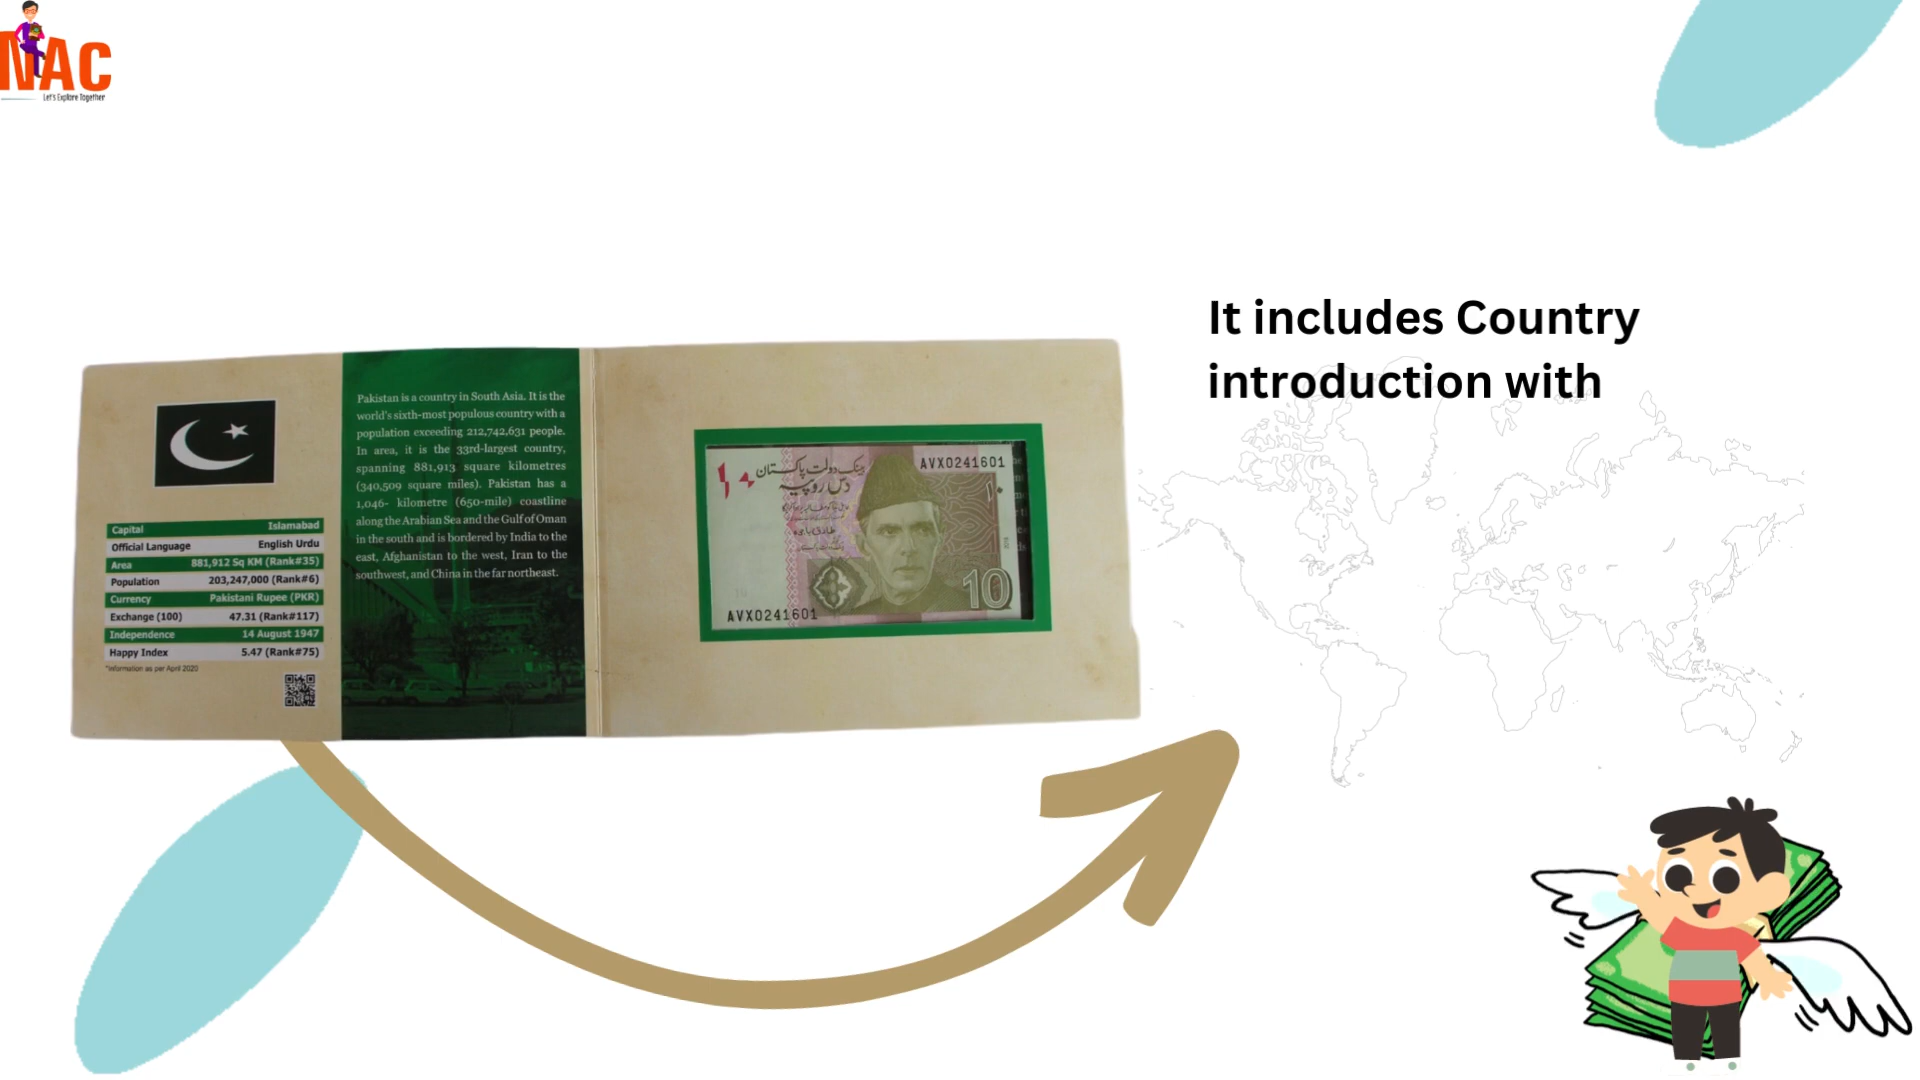 NAC
Let's Explore Together
It includes Country
introduction with
Capital Islamabad
Official Language English Urdu
Area 881,912 Sq KM (Rank#35)
Population 203,247,000 (Rank#6)
Currency Pakistani Rupee (PKR)
Exchange (100) 47.31 (Rank#117)
Independence 14 August 1947
Happy Index 5.47 (Rank#75)
*information as per April 2020
Pakistan is a country in South Asia. It is the
world's sixth-most populous country with a
population exceeding 212,742,631 people.
In area, it is the 33rd-largest country,
spanning 881,913 square kilometres
(340,509 square miles). Pakistan has a
1,046- kilometre (650-mile) coastline
along the Arabian Sea and the Gulf of Oman
in the south and is bordered by India to the
east, Afghanistan to the west, Iran to the
southwest, and China in the far northeast.
AVX0241601
۱۰
بینک دولت پاکستان
دس روپیہ
۱۰
10
AVX0241601